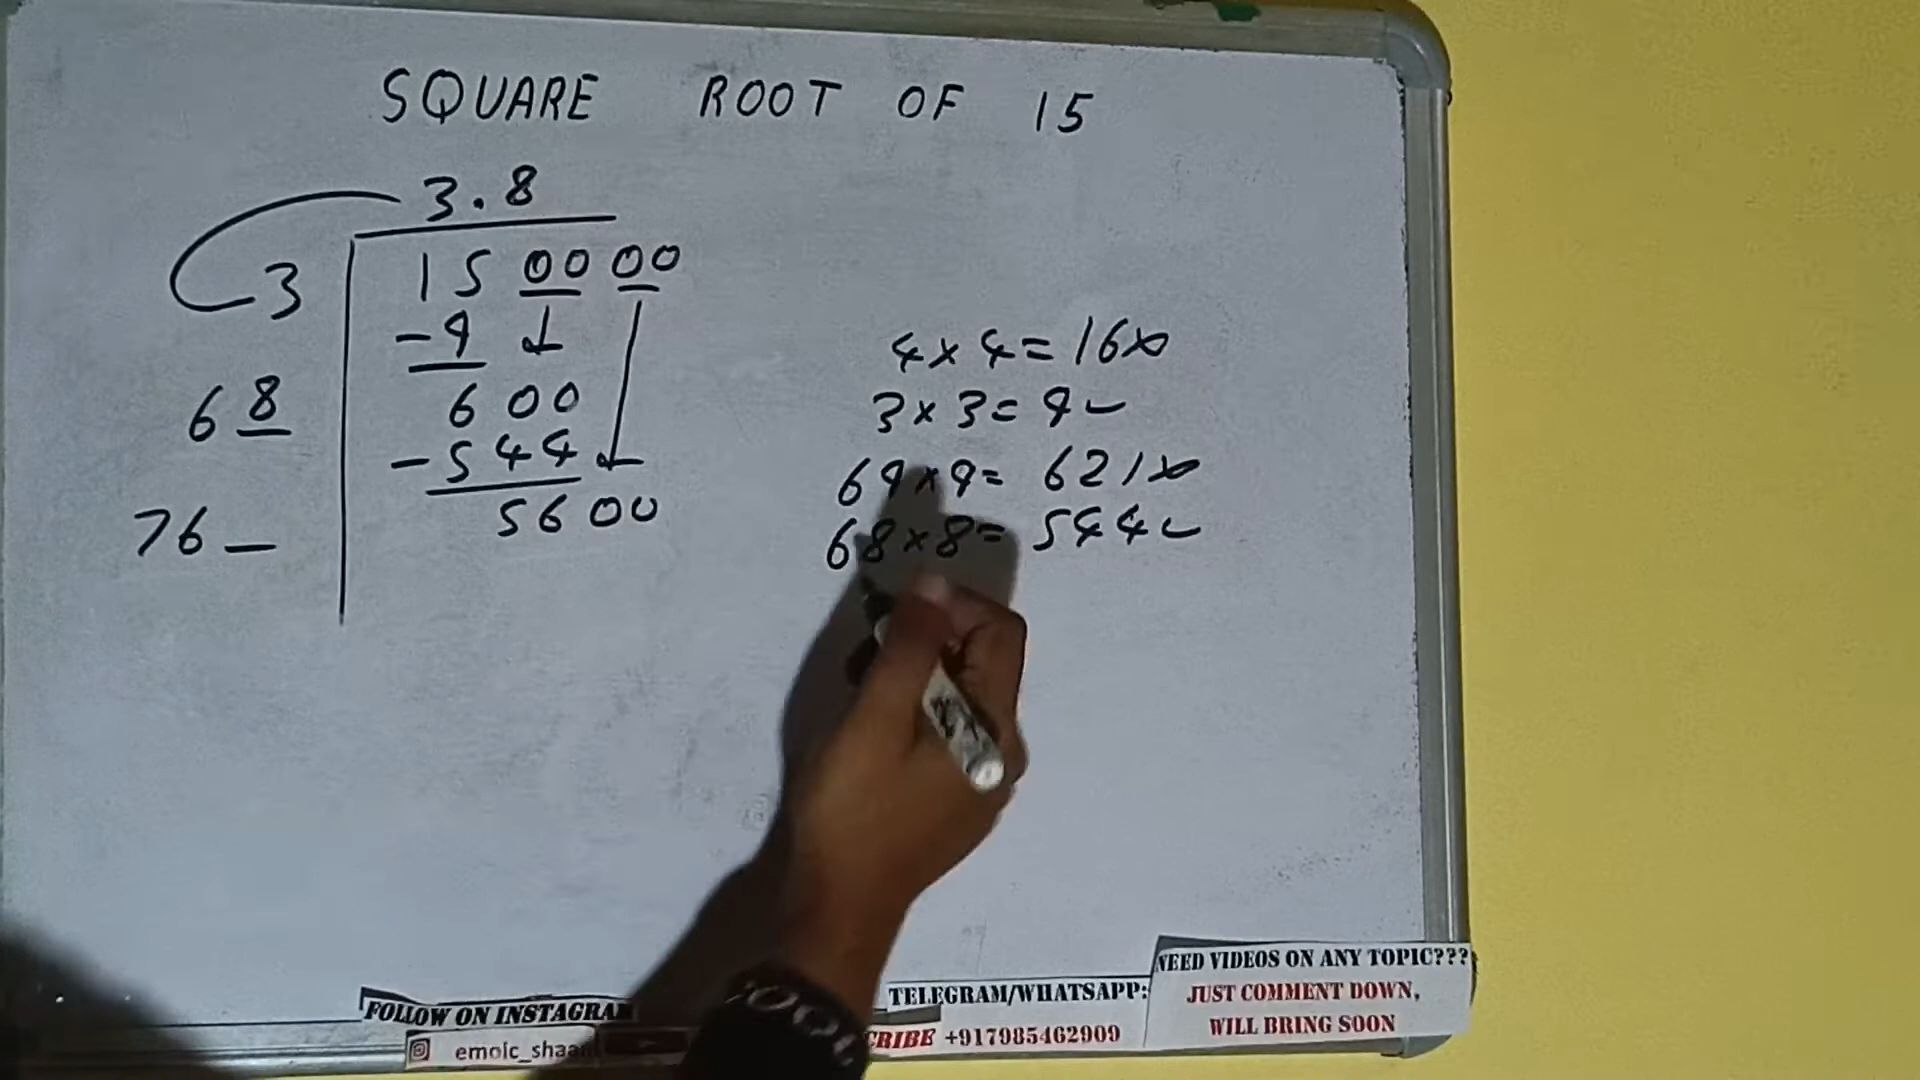 SQUARE ROOT OF 15
3.8
3 15 00 00
-9
600
68
-544
5600
76_
4×4=16×
3×3=9✓
69×9=621×
68×8=544✓
NEED VIDEOS ON ANY TOPIC???
JUST COMMENT DOWN,
WILL BRING SOON
TELEGRAM/WHATSAPP:
+917985462909
FOLLOW ON INSTAGRAM